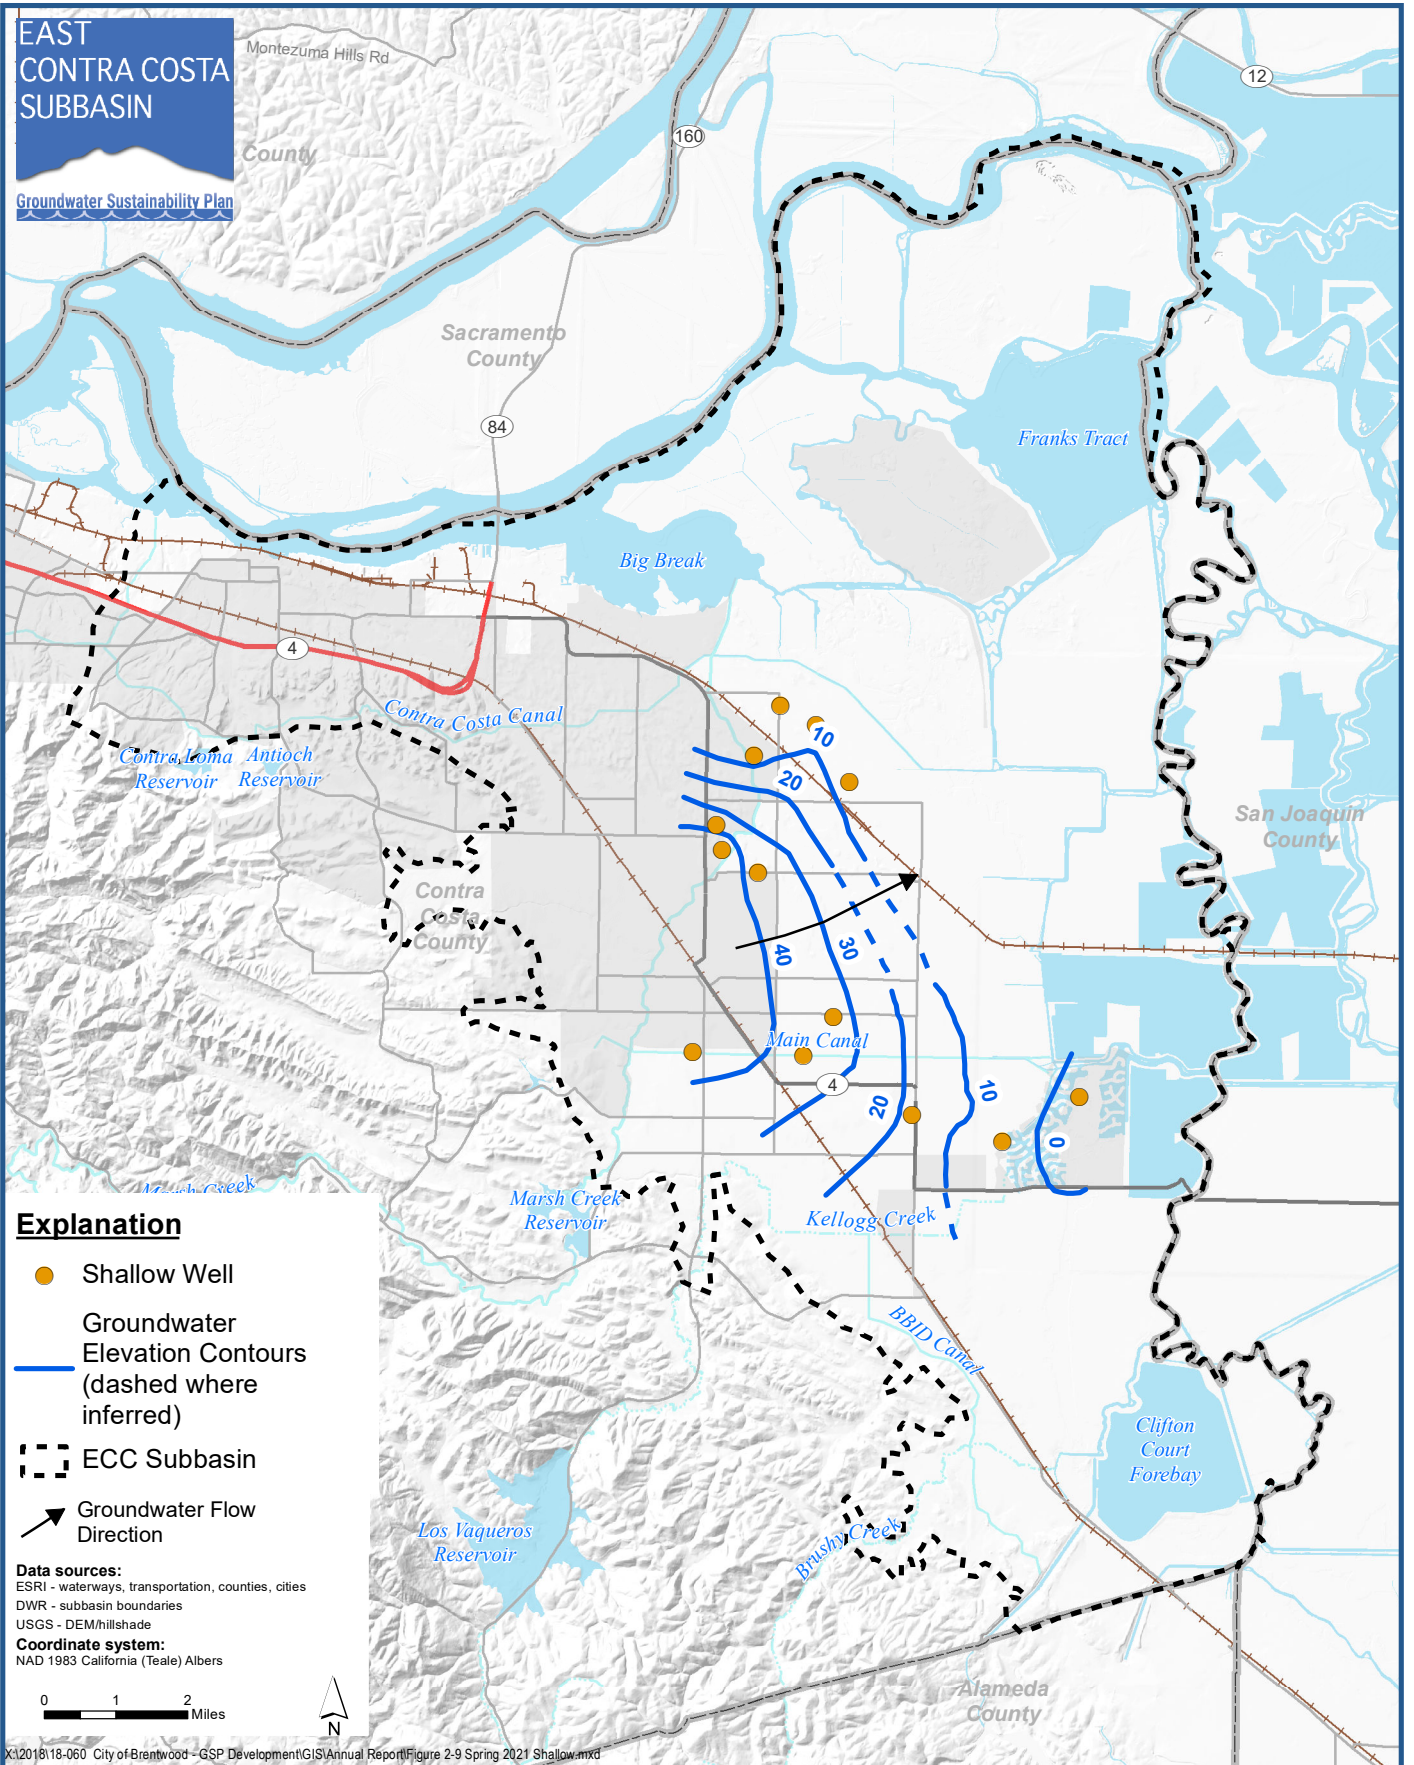 EAST
CONTRA COSTA
SUBBASIN
Groundwater Sustainability Plan
Montezuma Hills Rd
County
160
12
Sacramento
County
84
Franks Tract
Big Break
4
Contra Costa Canal
Contra Loma
Reservoir
Antioch
Reservoir
10
20
San Joaquin
County
Contra
Costa
County
40
30
Main Canal
4
20
10
0
Marsh Creek
Marsh Creek
Reservoir
Kellogg Creek
BBID Canal
Clifton
Court
Forebay
Los Vaqueros
Reservoir
Brushy Creek
Alameda
County
Explanation
Shallow Well
Groundwater
Elevation Contours
(dashed where
inferred)
ECC Subbasin
Groundwater Flow
Direction
Data sources:
ESRI - waterways, transportation, counties, cities
DWR - subbasin boundaries
USGS - DEM/hillshade
Coordinate system:
NAD 1983 California (Teale) Albers
0 1 2
Miles
N
X:\2018\18-060 City of Brentwood - GSP Development\GIS\Annual Report\Figure 2-9 Spring 2021 Shallow.mxd